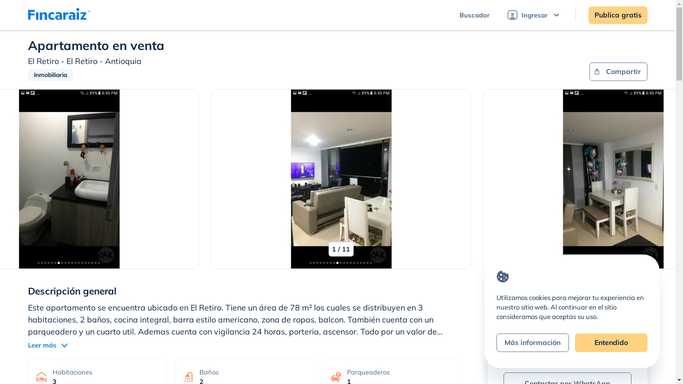 Fincaraiz
Buscador
Ingresar
Publica gratis
Apartamento en venta
El Retiro - El Retiro - Antioquia
Inmobiliaria
Compartir
1 / 11
Descripción general
Este apartamento se encuentra ubicado en El Retiro. Tiene un área de 78 m² los cuales se distribuyen en 3
habitaciones, 2 baños, cocina integral, barra estilo americano, zona de ropas, balcon. También cuenta con un
parqueadero y un cuarto util. Ademas cuenta con vigilancia 24 horas, porteria, ascensor. Todo por un valor de...
Leer más
Habitaciones
3
Baños
2
Parqueaderos
1
Utilizamos cookies para mejorar tu experiencia en
nuestro sitio web. Al continuar en el sitio
consideramos que aceptas su uso.
Más información
Entendido
Contactar por WhatsApp